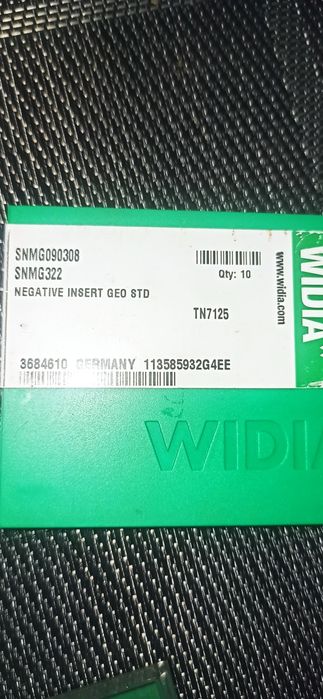 SNMG090308
SNMG322
NEGATIVE INSERT GEO STD
Qty: 10
TN7125
3684610 GERMANY 113585932G4EE
www.widia.com
WIDIA
WIDIA